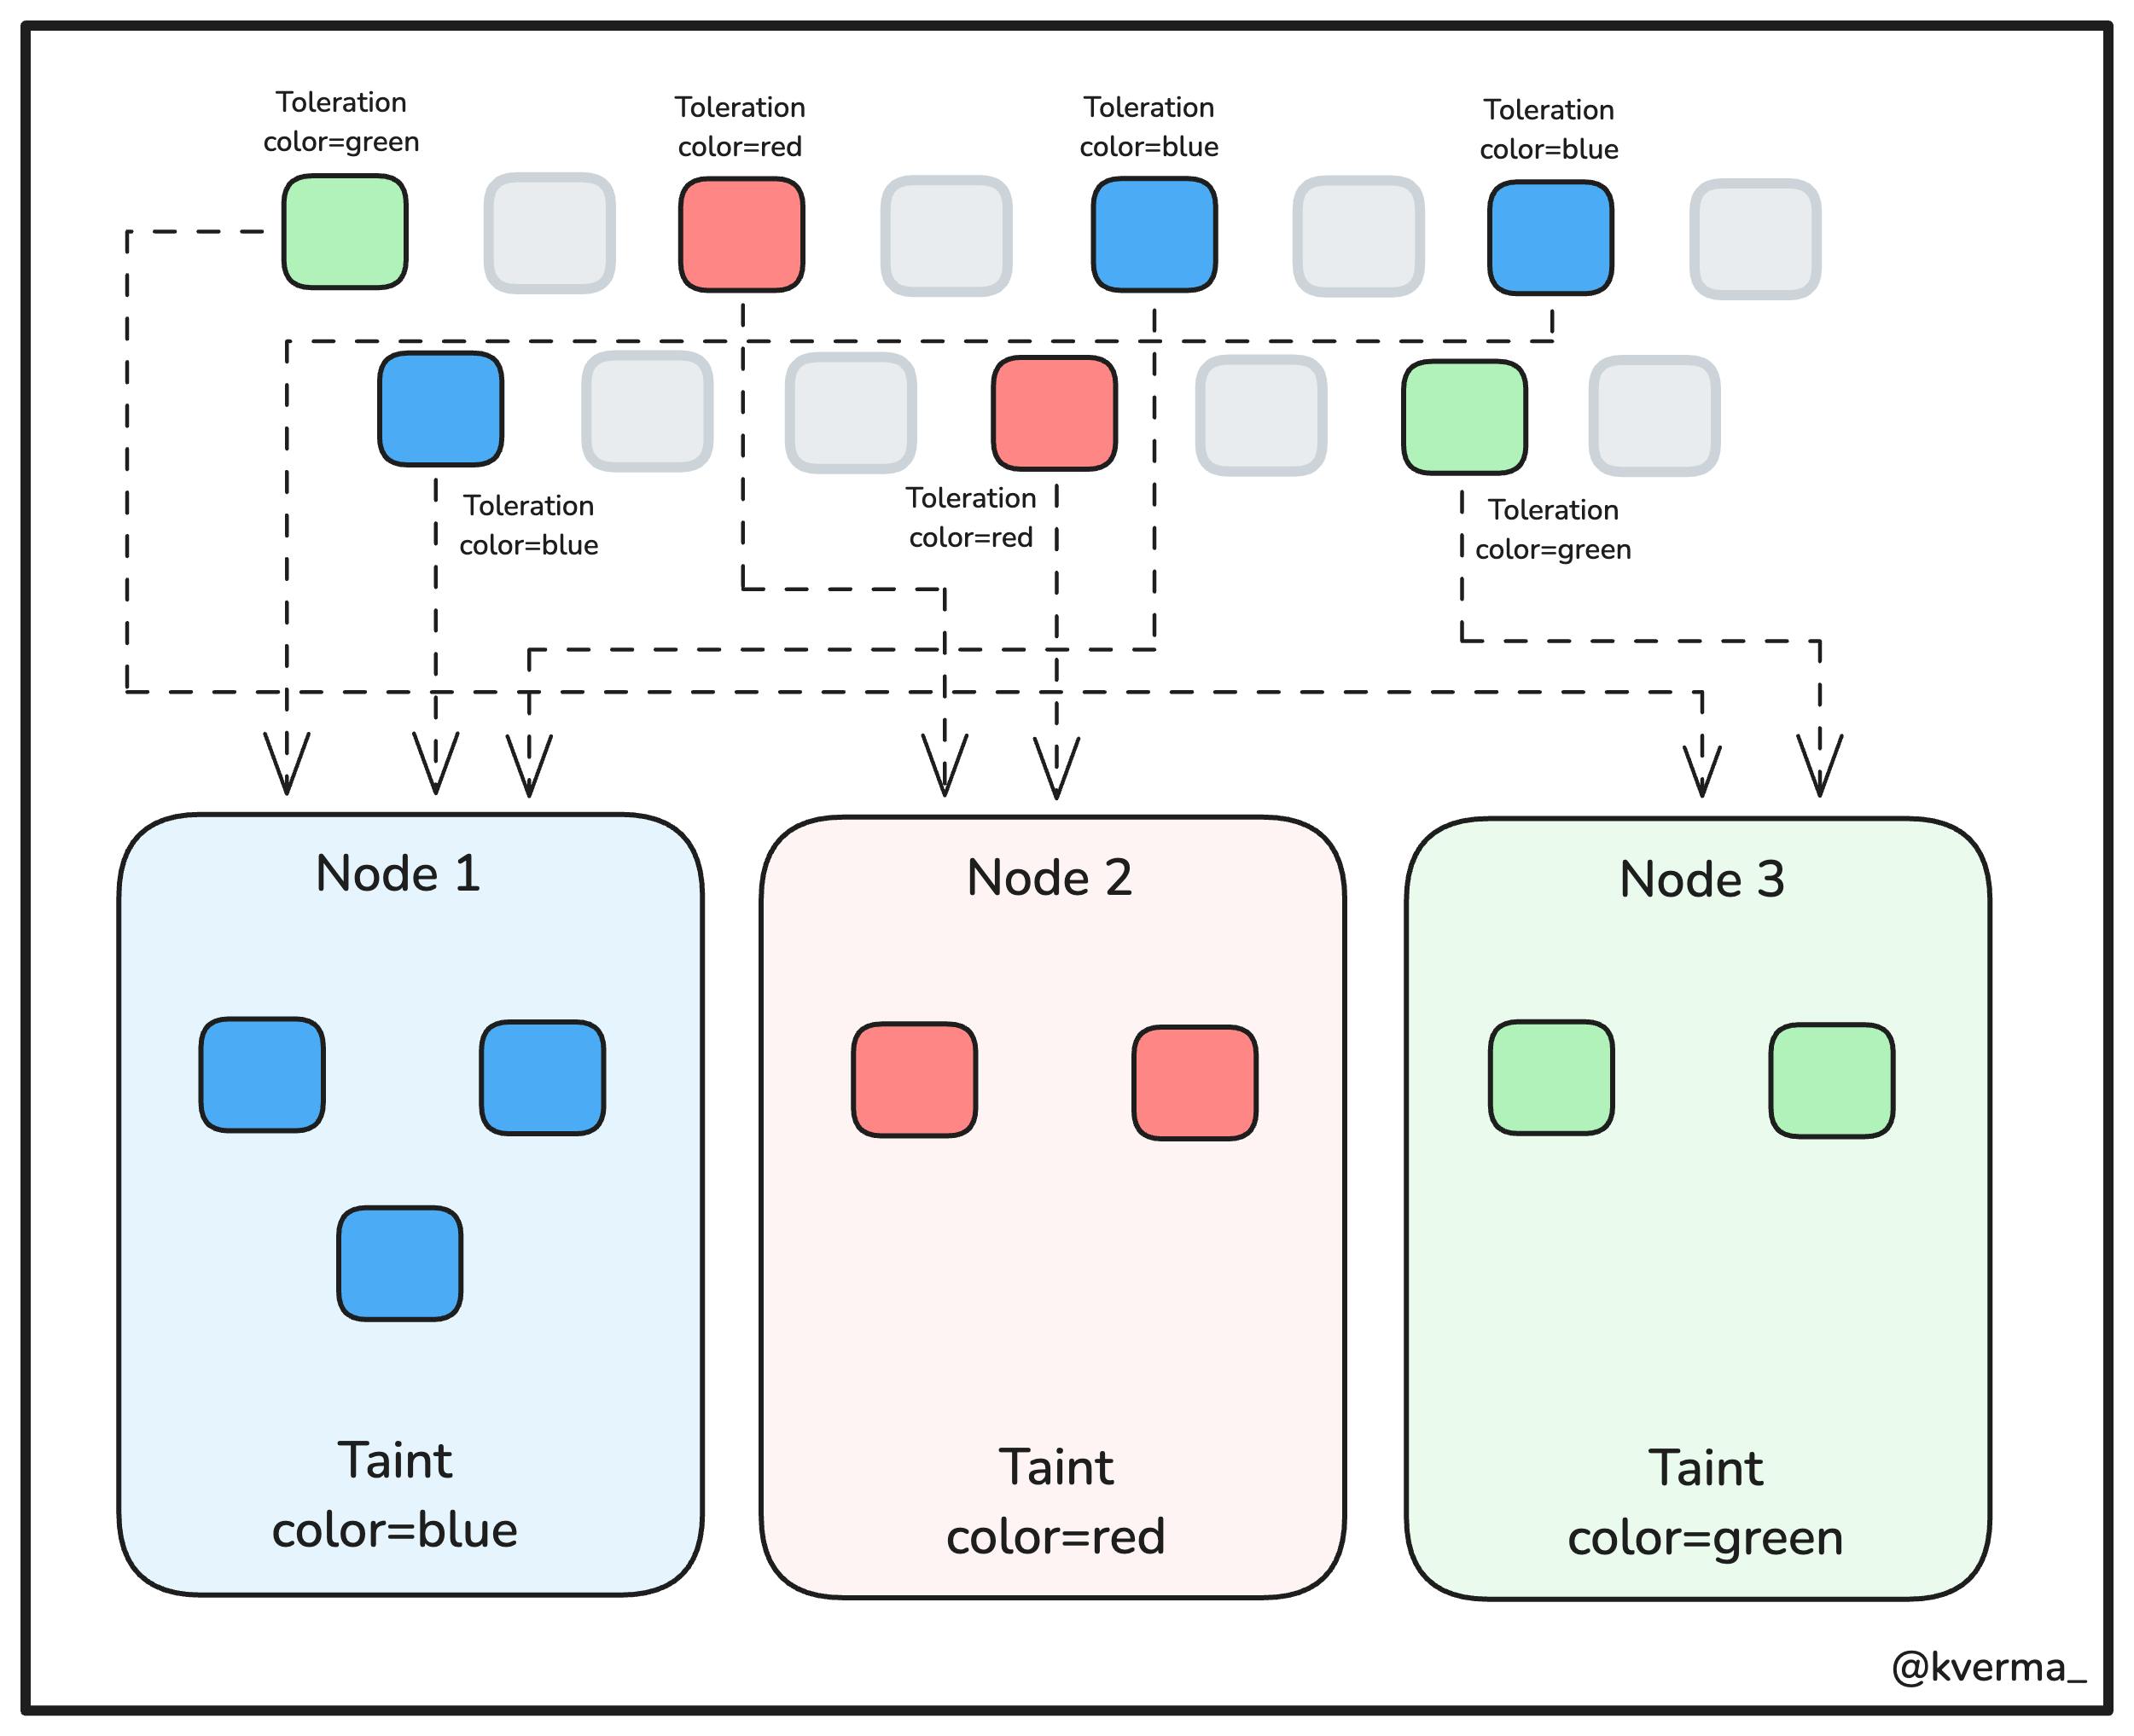 Toleration
color=green
Toleration
color=red
Toleration
color=blue
Toleration
color=blue
Toleration
color=blue
Toleration
color=red
Toleration
color=green
Node 1
Node 2
Node 3
Taint
color=blue
Taint
color=red
Taint
color=green
@kverma_